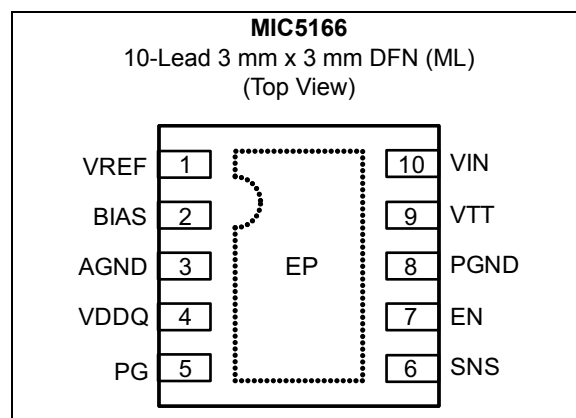 MIC5166
10-Lead 3 mm x 3 mm DFN (ML)
(Top View)
VREF 1 10 VIN
BIAS 2 9 VTT
AGND 3 EP 8 PGND
VDDQ 4 7 EN
PG 5 6 SNS